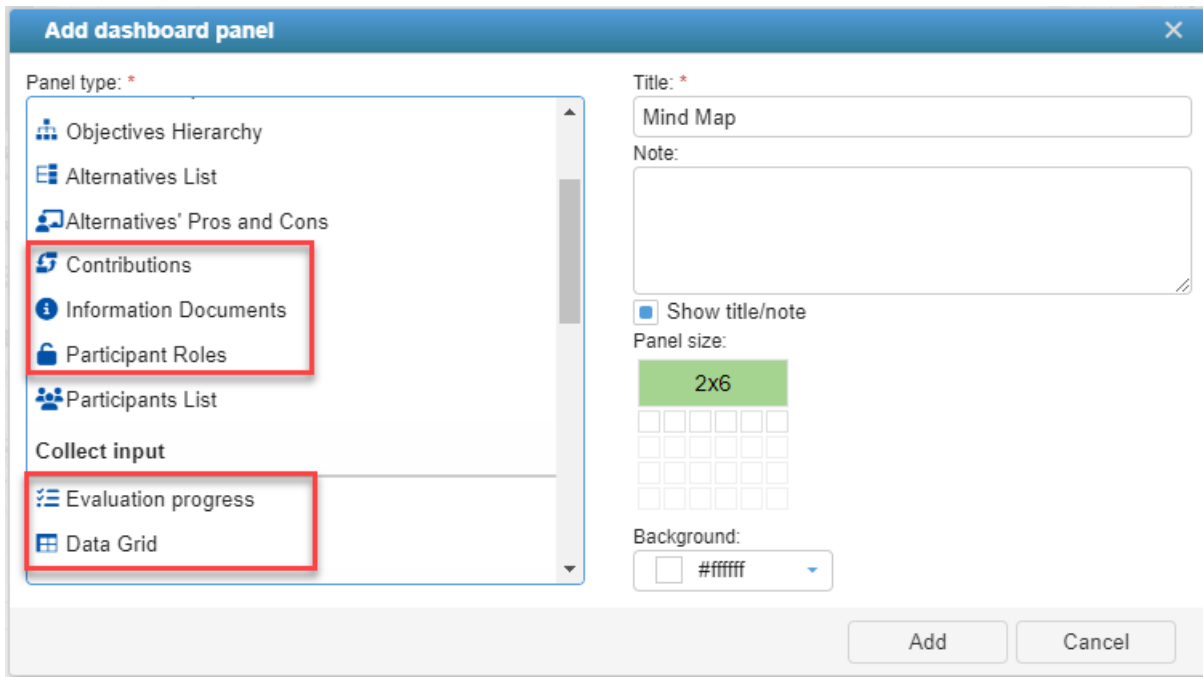 Add dashboard panel
Panel type: *
Objectives Hierarchy
Alternatives List
Alternatives' Pros and Cons
Contributions
Information Documents
Participant Roles
Participants List
Collect input
Evaluation progress
Data Grid
Title: *
Mind Map
Note:
Show title/note
Panel size:
2x6
Background:
#ffffff
Add
Cancel